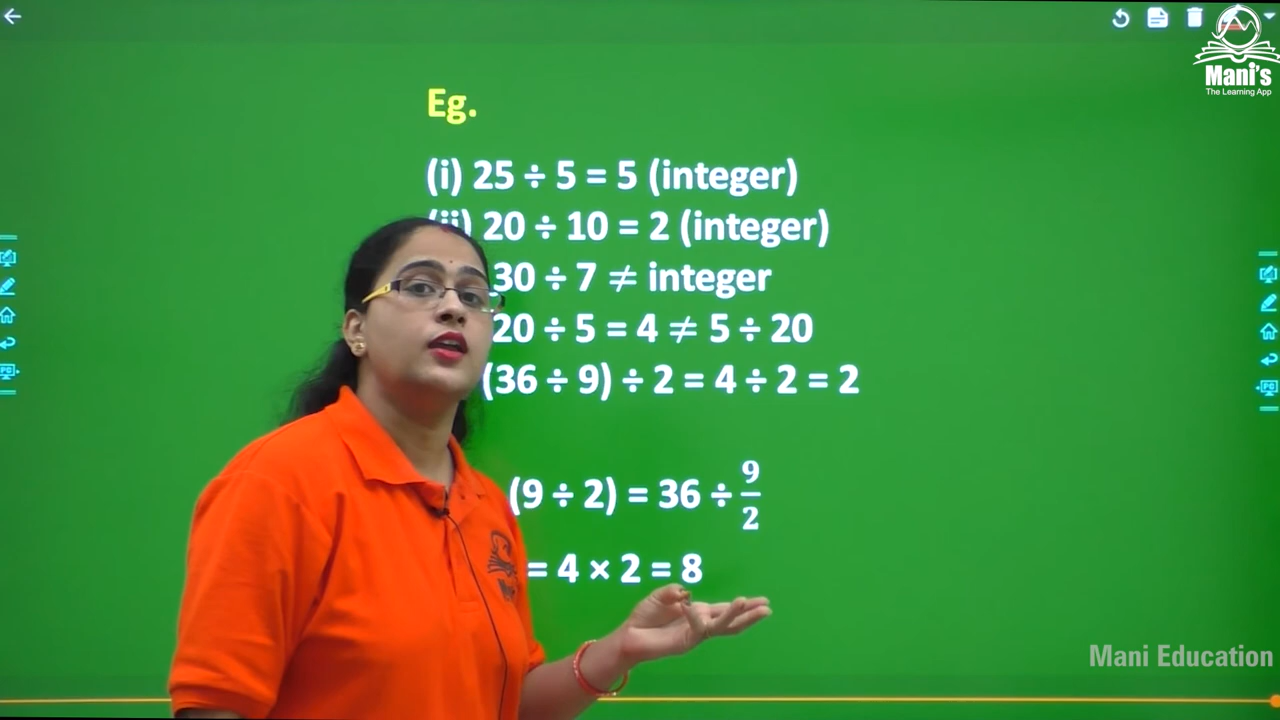 Mani's
The Learning App
Eg.
(i) 25 ÷ 5 = 5 (integer)
(ii) 20 ÷ 10 = 2 (integer)
30 ÷ 7 ≠ integer
20 ÷ 5 = 4 ≠ 5 ÷ 20
(36 ÷ 9) ÷ 2 = 4 ÷ 2 = 2
(9 ÷ 2) = 36 ÷ 9/2
= 4 × 2 = 8
Mani Education